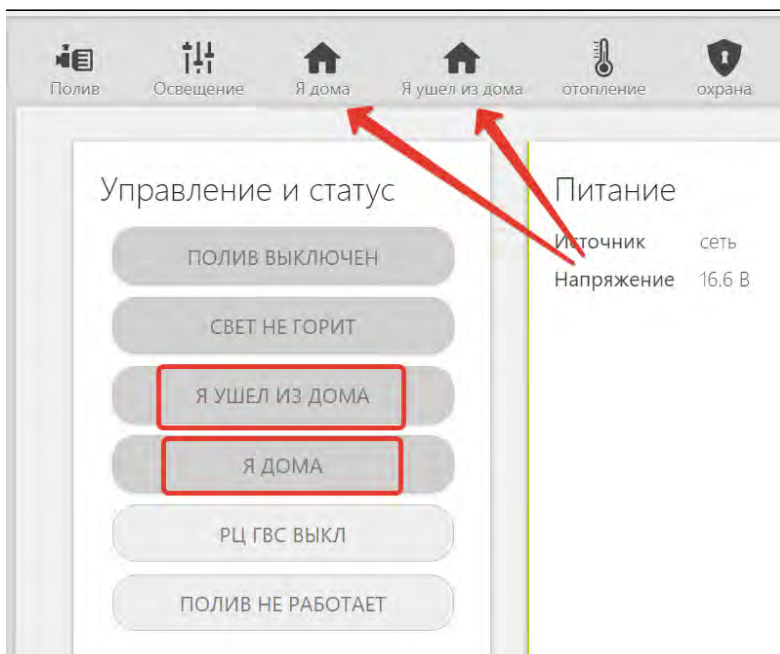 Полив Освещение Я дома Я ушел из дома отопление охрана
Управление и статус
ПОЛИВ ВЫКЛЮЧЕН
СВЕТ НЕ ГОРИТ
Я УШЕЛ ИЗ ДОМА
Я ДОМА
РЦ ГВС ВЫКЛ
ПОЛИВ НЕ РАБОТАЕТ
Питание
Источник сеть
Напряжение 16.6 В